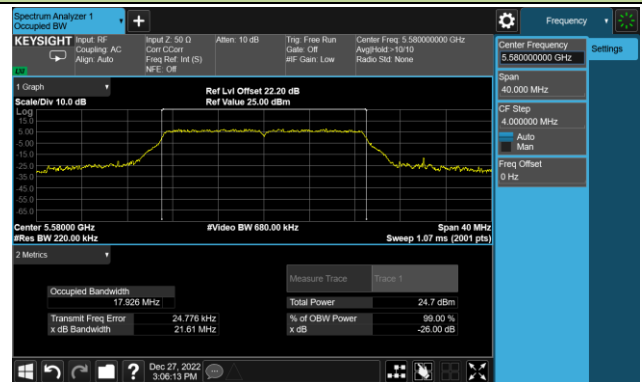 Spectrum Analyzer 1
Occupied BW
Frequency
KEYSIGHT
Input: RF
Coupling: AC
Align: Auto
Input Z: 50 Ω
Corr CCorr
Freq Ref: Int (S)
NFE: Off
Atten: 10 dB
Trig: Free Run
Gate: Off
#IF Gain: Low
Center Freq: 5.580000000 GHz
Avg|Hold:>10/10
Radio Std: None
Center Frequency
5.580000000 GHz
Settings
Span
40.000 MHz
CF Step
4.000000 MHz
Auto
Man
Freq Offset
0 Hz
1 Graph
Scale/Div 10.0 dB
Ref Lvl Offset 22.20 dB
Ref Value 25.00 dBm
Log
15.0
5.00
-5.00
-15.0
-25.0
-35.0
-45.0
-55.0
-65.0
Center 5.58000 GHz
#Video BW 680.00 kHz
Span 40 MHz
#Res BW 220.00 kHz
Sweep 1.07 ms (2001 pts)
2 Metrics
Measure Trace
Trace 1
Occupied Bandwidth
17.926 MHz
Total Power
24.7 dBm
Transmit Freq Error
24.776 kHz
% of OBW Power
99.00 %
x dB Bandwidth
21.61 MHz
x dB
-26.00 dB
?
Dec 27, 2022
3:06:13 PM